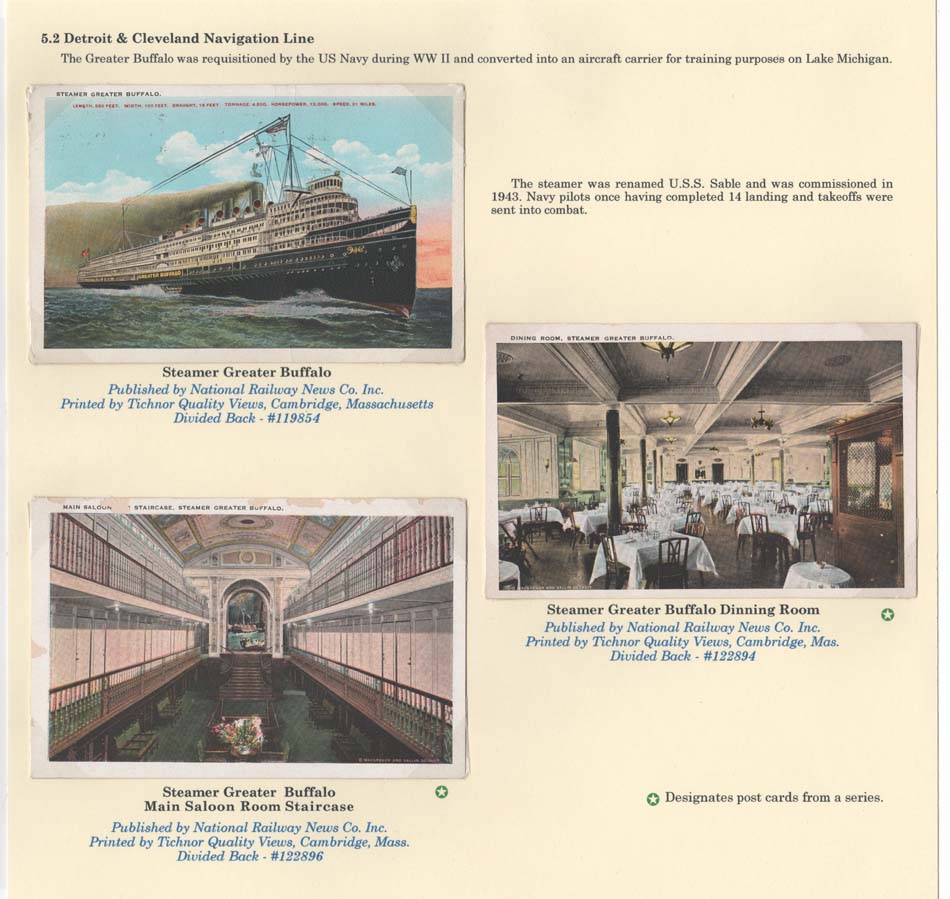 5.2 Detroit & Cleveland Navigation Line
The Greater Buffalo was requisitioned by the US Navy during WW II and converted into an aircraft carrier for training purposes on Lake Michigan.
STEAMER GREATER BUFFALO.
LENGTH, 550 FEET. WIDTH, 100 FEET. DRAUGHT, 16 FEET. TONNAGE, 4,500. HORSEPOWER, 12,000. SPEED, 21 MILES.
GREATER BUFFALO
The steamer was renamed U.S.S. Sable and was commissioned in
1943. Navy pilots once having completed 14 landing and takeoffs were
sent into combat.
Steamer Greater Buffalo
Published by National Railway News Co. Inc.
Printed by Tichnor Quality Views, Cambridge, Massachusetts
Divided Back - #119854
DINING ROOM, STEAMER GREATER BUFFALO.
Steamer Greater Buffalo Dinning Room
Published by National Railway News Co. Inc.
Printed by Tichnor Quality Views, Cambridge, Mas.
Divided Back - #122894
MAIN SALOON STAIRCASE, STEAMER GREATER BUFFALO.
Steamer Greater Buffalo
Main Saloon Room Staircase
Published by National Railway News Co. Inc.
Printed by Tichnor Quality Views, Cambridge, Mass.
Divided Back - #122896
Designates post cards from a series.